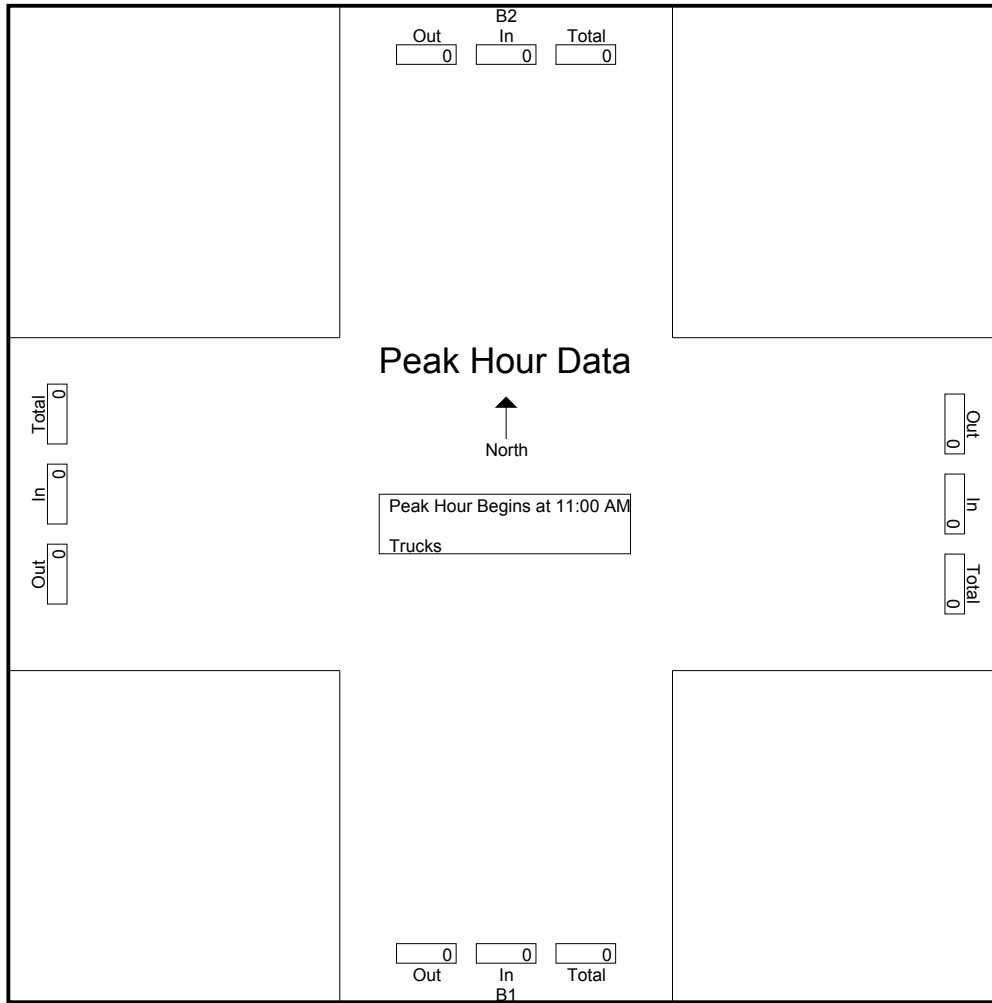 B2
Out In Total
0 0 0
Peak Hour Data
North
Peak Hour Begins at 11:00 AM
Trucks
Total 0
In 0
Out 0
Out 0
In 0
Total 0
0 0 0
Out In Total
B1